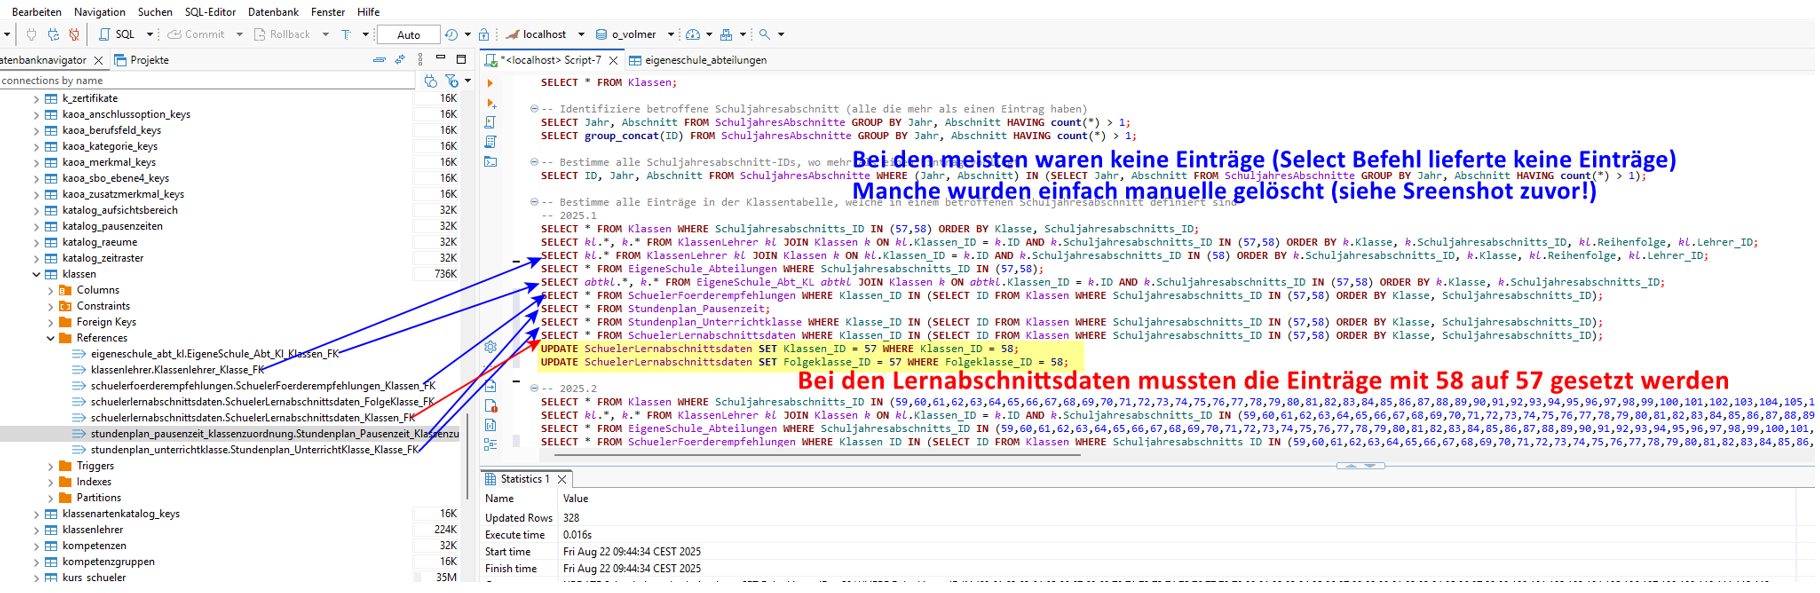 Bearbeiten Navigation Suchen SQL-Editor Datenbank Fenster Hilfe
SQL Commit Rollback T Auto localhost o_volmer
atenbanknavigator Projekte
*<localhost> Script-7 eigeneschule_abteilungen
connections by name
k_zertifikate 16K
kaoa_anschlussoption_keys 16K
kaoa_berufsfeld_keys 16K
kaoa_kategorie_keys 16K
kaoa_merkmal_keys 16K
kaoa_sbo_ebene4_keys 16K
kaoa_zusatzmerkmal_keys 16K
katalog_aufsichtsbereich 32K
katalog_pausenzeiten 32K
katalog_raeume 32K
katalog_zeitraster 32K
klassen 736K
Columns
Constraints
Foreign Keys
References
eigeneschule_abt_kl.EigeneSchule_Abt_Kl_Klassen_FK
klassenlehrer.Klassenlehrer_Klasse_FK
schuelerfoerderempfehlungen.SchuelerFoerderempfehlungen_Klassen_FK
schuelerlernabschnittsdaten.SchuelerLernabschnittsdaten_FolgeKlasse_FK
schuelerlernabschnittsdaten.SchuelerLernabschnittsdaten_Klassen_FK
stundenplan_pausenzeit_klassenzuordnung.Stundenplan_Pausenzeit_Klassenzu
stundenplan_unterrichtklasse.Stundenplan_UnterrichtKlasse_Klasse_FK
Triggers
Indexes
Partitions
klassenartenkatalog_keys 16K
klassenlehrer 224K
kompetenzen 32K
kompetenzgruppen 16K
kurs_schueler 35M
SELECT * FROM Klassen;
-- Identifiziere betroffene Schuljahresabschnitt (alle die mehr als einen Eintrag haben)
SELECT Jahr, Abschnitt FROM SchuljahresAbschnitte GROUP BY Jahr, Abschnitt HAVING count(*) > 1;
SELECT group_concat(ID) FROM SchuljahresAbschnitte GROUP BY Jahr, Abschnitt HAVING count(*) > 1;
-- Bestimme alle Schuljahresabschnitt-IDs, wo
Bei den meisten waren keine Einträge (Select Befehl lieferte keine Einträge)
SELECT ID, Jahr, Abschnitt FROM SchuljahresAbschnitte WHERE (Jahr, Abschnitt) IN (SELECT Jahr, Abschnitt FROM SchuljahresAbschnitte GROUP BY Jahr, Abschnitt HAVING count(*) > 1);
Manche wurden einfach manuelle gelöscht (siehe Sreenshot zuvor!)
-- Bestimme alle Einträge in der Klassentabelle, welche in einem betroffenen Schuljahresabschnitt definiert sind
-- 2025.1
SELECT * FROM Klassen WHERE Schuljahresabschnitts_ID IN (57,58) ORDER BY Klasse, Schuljahresabschnitts_ID;
SELECT kl.*, k.* FROM KlassenLehrer kl JOIN Klassen k ON kl.Klassen_ID = k.ID AND k.Schuljahresabschnitts_ID IN (57,58) ORDER BY k.Klasse, k.Schuljahresabschnitts_ID, kl.Reihenfolge, kl.Lehrer_ID;
SELECT kl.* FROM KlassenLehrer kl JOIN Klassen k ON kl.Klassen_ID = k.ID AND k.Schuljahresabschnitts_ID IN (58) ORDER BY k.Schuljahresabschnitts_ID, k.Klasse, kl.Reihenfolge, kl.Lehrer_ID;
SELECT * FROM EigeneSchule_Abteilungen WHERE Schuljahresabschnitts_ID IN (57,58);
SELECT abtkl.*, k.* FROM EigeneSchule_Abt_KL abtkl JOIN Klassen k ON abtkl.Klassen_ID = k.ID AND k.Schuljahresabschnitts_ID IN (57,58) ORDER BY k.Klasse, k.Schuljahresabschnitts_ID;
SELECT * FROM SchuelerFoerderempfehlungen WHERE Klassen_ID IN (SELECT ID FROM Klassen WHERE Schuljahresabschnitts_ID IN (57,58) ORDER BY Klasse, Schuljahresabschnitts_ID);
SELECT * FROM Stundenplan_Pausenzeit;
SELECT * FROM Stundenplan_Unterrichtklasse WHERE Klasse_ID IN (SELECT ID FROM Klassen WHERE Schuljahresabschnitts_ID IN (57,58) ORDER BY Klasse, Schuljahresabschnitts_ID);
SELECT * FROM SchuelerLernabschnittsdaten WHERE Klassen_ID IN (SELECT ID FROM Klassen WHERE Schuljahresabschnitts_ID IN (57,58) ORDER BY Klasse, Schuljahresabschnitts_ID);
UPDATE SchuelerLernabschnittsdaten SET Klassen_ID = 57 WHERE Klassen_ID = 58;
UPDATE SchuelerLernabschnittsdaten SET Folgeklasse_ID = 57 WHERE Folgeklasse_ID = 58;
Bei den Lernabschnittsdaten mussten die Einträge mit 58 auf 57 gesetzt werden
-- 2025.2
SELECT * FROM Klassen WHERE Schuljahresabschnitts_ID IN (59,60,61,62,63,64,65,66,67,68,69,70,71,72,73,74,75,76,77,78,79,80,81,82,83,84,85,86,87,88,89,90,91,92,93,94,95,96,97,98,99,100,101,102,103,104,105,1
SELECT kl.*, k.* FROM KlassenLehrer kl JOIN Klassen k ON kl.Klassen_ID = k.ID AND k.Schuljahresabschnitts_ID IN (59,60,61,62,63,64,65,66,67,68,69,70,71,72,73,74,75,76,77,78,79,80,81,82,83,84,85,86,87,88,89
SELECT * FROM EigeneSchule_Abteilungen WHERE Schuljahresabschnitts_ID IN (59,60,61,62,63,64,65,66,67,68,69,70,71,72,73,74,75,76,77,78,79,80,81,82,83,84,85,86,87,88,89,90,91,92,93,94,95,96,97,98,99,100,101,
SELECT * FROM SchuelerFoerderempfehlungen WHERE Klassen_ID IN (SELECT ID FROM Klassen WHERE Schuljahresabschnitts ID IN (59,60,61,62,63,64,65,66,67,68,69,70,71,72,73,74,75,76,77,78,79,80,81,82,83,84,85,86,
Statistics 1
Name Value
Updated Rows 328
Execute time 0.016s
Start time Fri Aug 22 09:44:34 CEST 2025
Finish time Fri Aug 22 09:44:34 CEST 2025